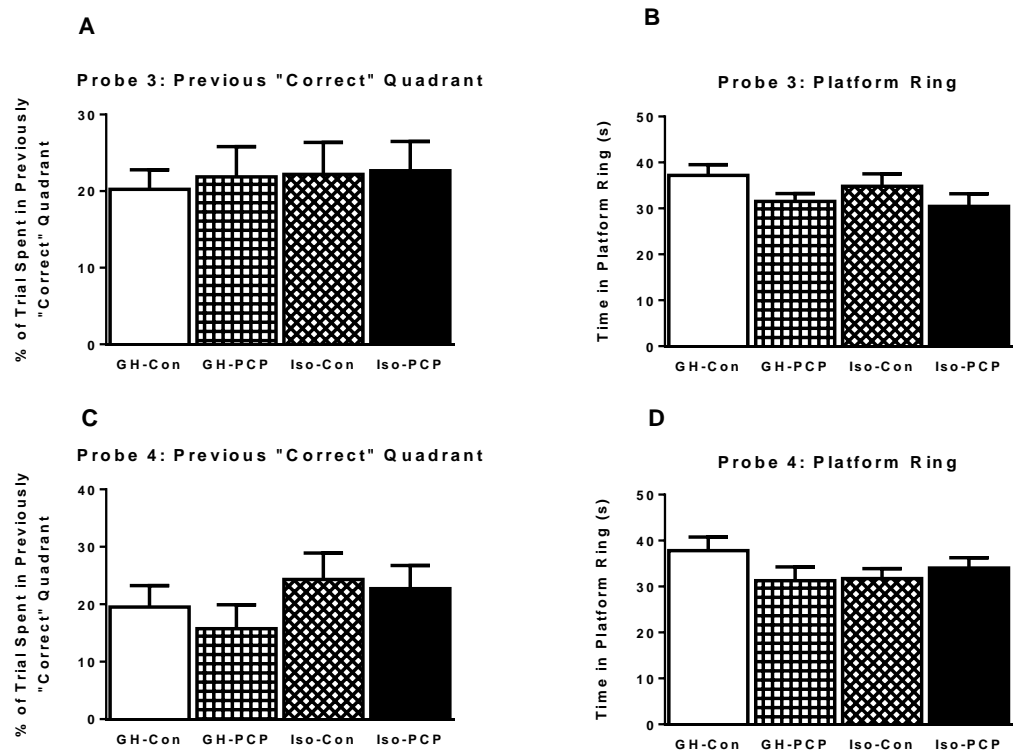 A
Probe 3: Previous "Correct" Quadrant
% of Trial Spent in Previously
"Correct" Quadrant
30
20
10
0
GH-Con GH-PCP Iso-Con Iso-PCP
B
Probe 3: Platform Ring
Time in Platform Ring (s)
50
40
30
20
10
0
GH-Con GH-PCP Iso-Con Iso-PCP
C
Probe 4: Previous "Correct" Quadrant
% of Trial Spent in Previously
"Correct" Quadrant
40
30
20
10
0
GH-Con GH-PCP Iso-Con Iso-PCP
D
Probe 4: Platform Ring
Time in Platform Ring (s)
50
40
30
20
10
0
GH-Con GH-PCP Iso-Con Iso-PCP